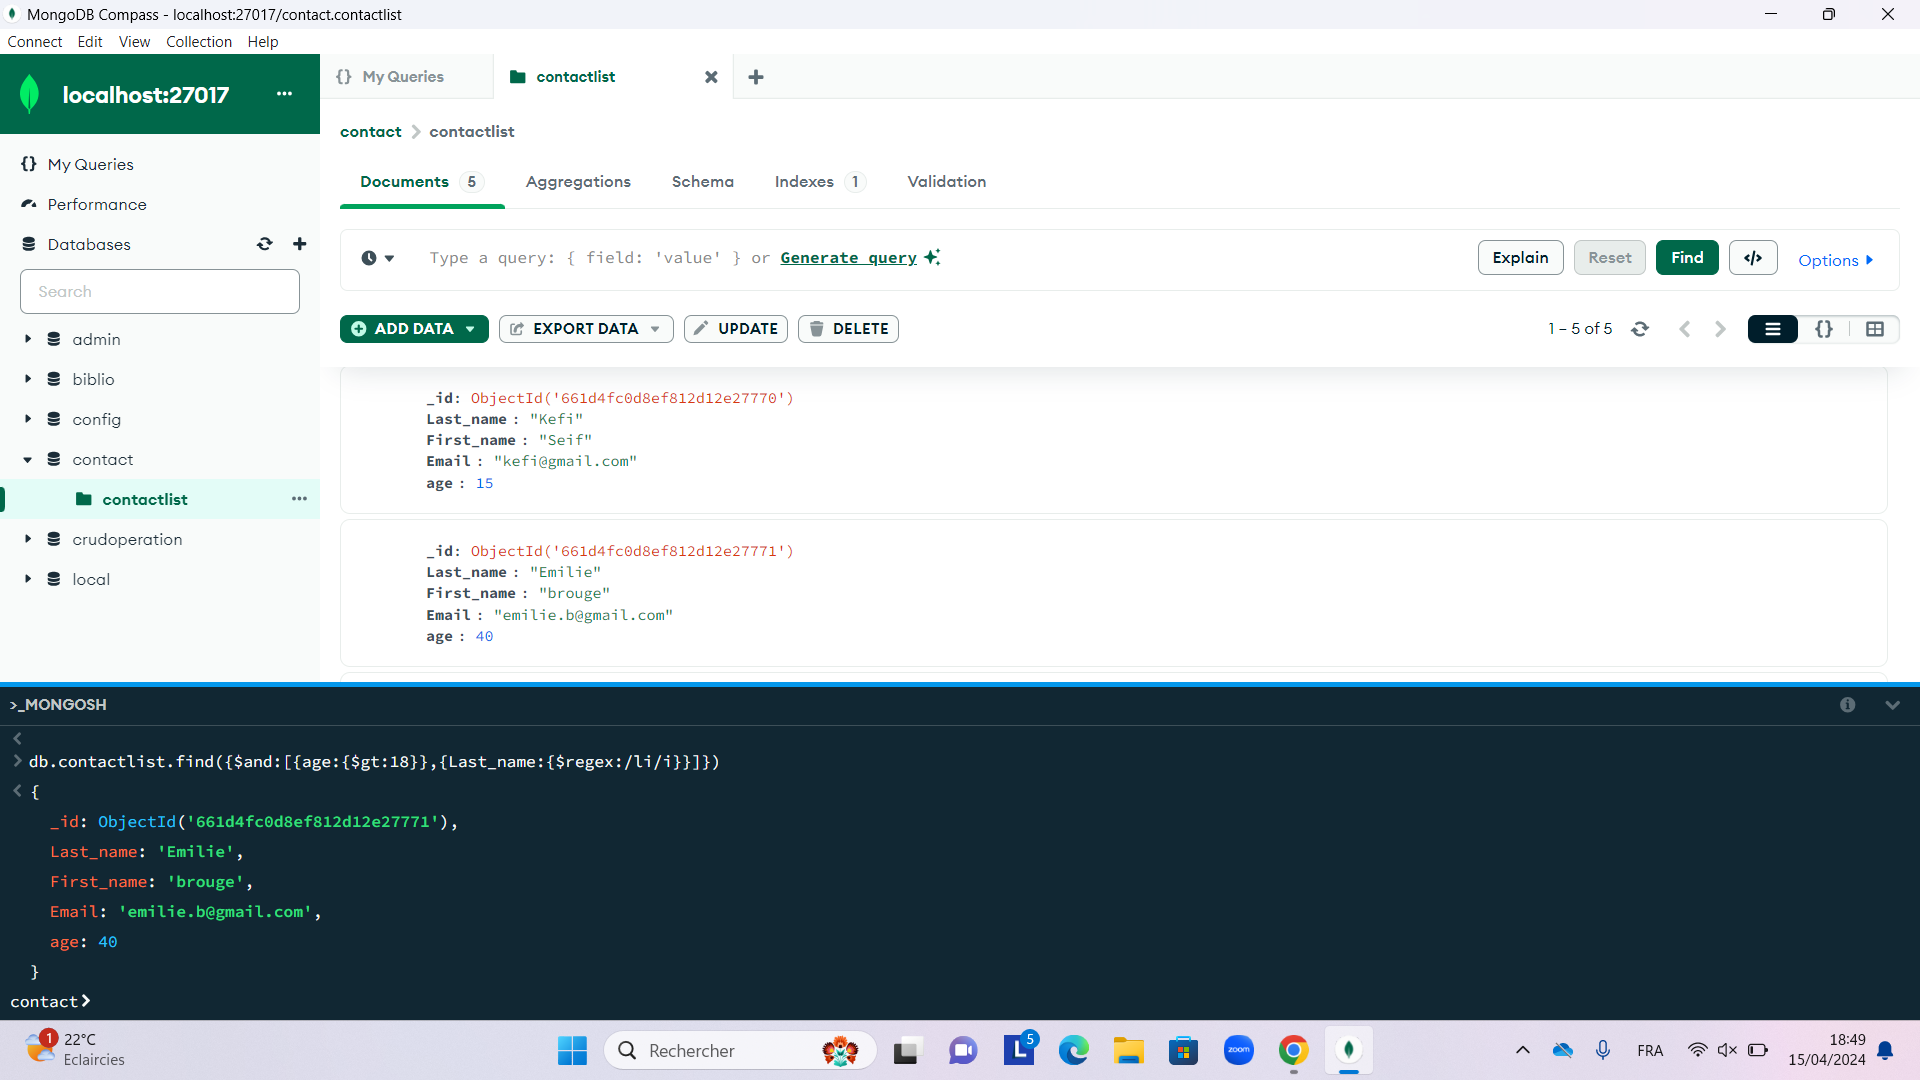 MongoDB Compass - localhost:27017/contact.contactlist
Connect Edit View Collection Help
localhost:27017 ...
{} My Queries
contactlist
My Queries
Performance
Databases
Search
admin
biblio
config
contact
contactlist ...
crudoperation
local
contact > contactlist
Documents 5 Aggregations Schema Indexes 1 Validation
Type a query: { field: 'value' } or Generate query
Explain Reset Find </> Options
ADD DATA EXPORT DATA UPDATE DELETE
1 – 5 of 5 {}
_id: ObjectId('661d4fc0d8ef812d12e27770')
Last_name : "Kefi"
First_name : "Seif"
Email : "kefi@gmail.com"
age : 15
_id: ObjectId('661d4fc0d8ef812d12e27771')
Last_name : "Emilie"
First_name : "brouge"
Email : "emilie.b@gmail.com"
age : 40
>_MONGOSH
<
> db.contactlist.find({$and:[{age:{$gt:18}},{Last_name:{$regex:/li/i}}]})
< {
_id: ObjectId('661d4fc0d8ef812d12e27771'),
Last_name: 'Emilie',
First_name: 'brouge',
Email: 'emilie.b@gmail.com',
age: 40
}
contact>
1 22°C
Eclaircies
Rechercher
L 5
zoom
FRA
18:49
15/04/2024